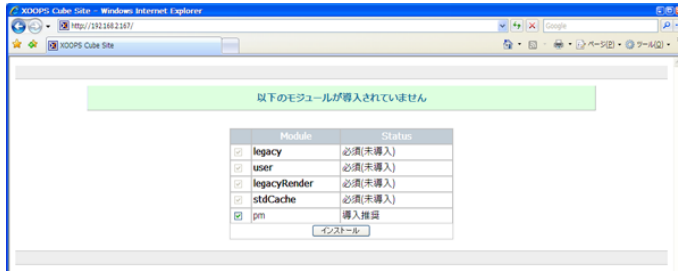 XOOPS Cube Site - Windows Internet Explorer
http://192.168.2.167/
Google
XOOPS Cube Site
ページ(P)
ツール(O)
以下のモジュールが導入されていません
Module Status
legacy 必須(未導入)
user 必須(未導入)
legacyRender 必須(未導入)
stdCache 必須(未導入)
pm 導入推奨
インストール